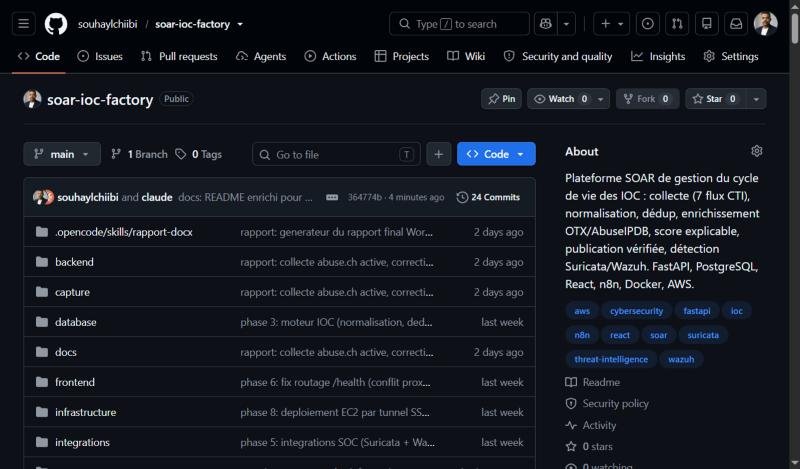 souhaylchiibi / soar-ioc-factory
Type / to search
Code
Issues
Pull requests
Agents
Actions
Projects
Wiki
Security and quality
Insights
Settings
soar-ioc-factory Public
Pin
Watch 0
Fork 0
Star 0
main
1 Branch
0 Tags
Go to file T
Code
souhaylchiibi and claude docs: README enrichi pour ... 364774b · 4 minutes ago 24 Commits
.opencode/skills/rapport-docx rapport: generateur du rapport final Wor... 2 days ago
backend rapport: collecte abuse.ch active, correcti... 2 days ago
capture rapport: collecte abuse.ch active, correcti... 2 days ago
database phase 3: moteur IOC (normalisation, ded... last week
docs rapport: collecte abuse.ch active, correcti... 2 days ago
frontend phase 6: fix routage /health (conflit prox... last week
infrastructure phase 8: deploiement EC2 par tunnel SS... last week
integrations phase 5: integrations SOC (Suricata + Wa... last week
About
Plateforme SOAR de gestion du cycle
de vie des IOC : collecte (7 flux CTI),
normalisation, dédup, enrichissement
OTX/AbuseIPDB, score explicable,
publication vérifiée, détection
Suricata/Wazuh. FastAPI, PostgreSQL,
React, n8n, Docker, AWS.
aws cybersecurity fastapi ioc
n8n react soar suricata
threat-intelligence wazuh
Readme
Security policy
Activity
0 stars
0 watching